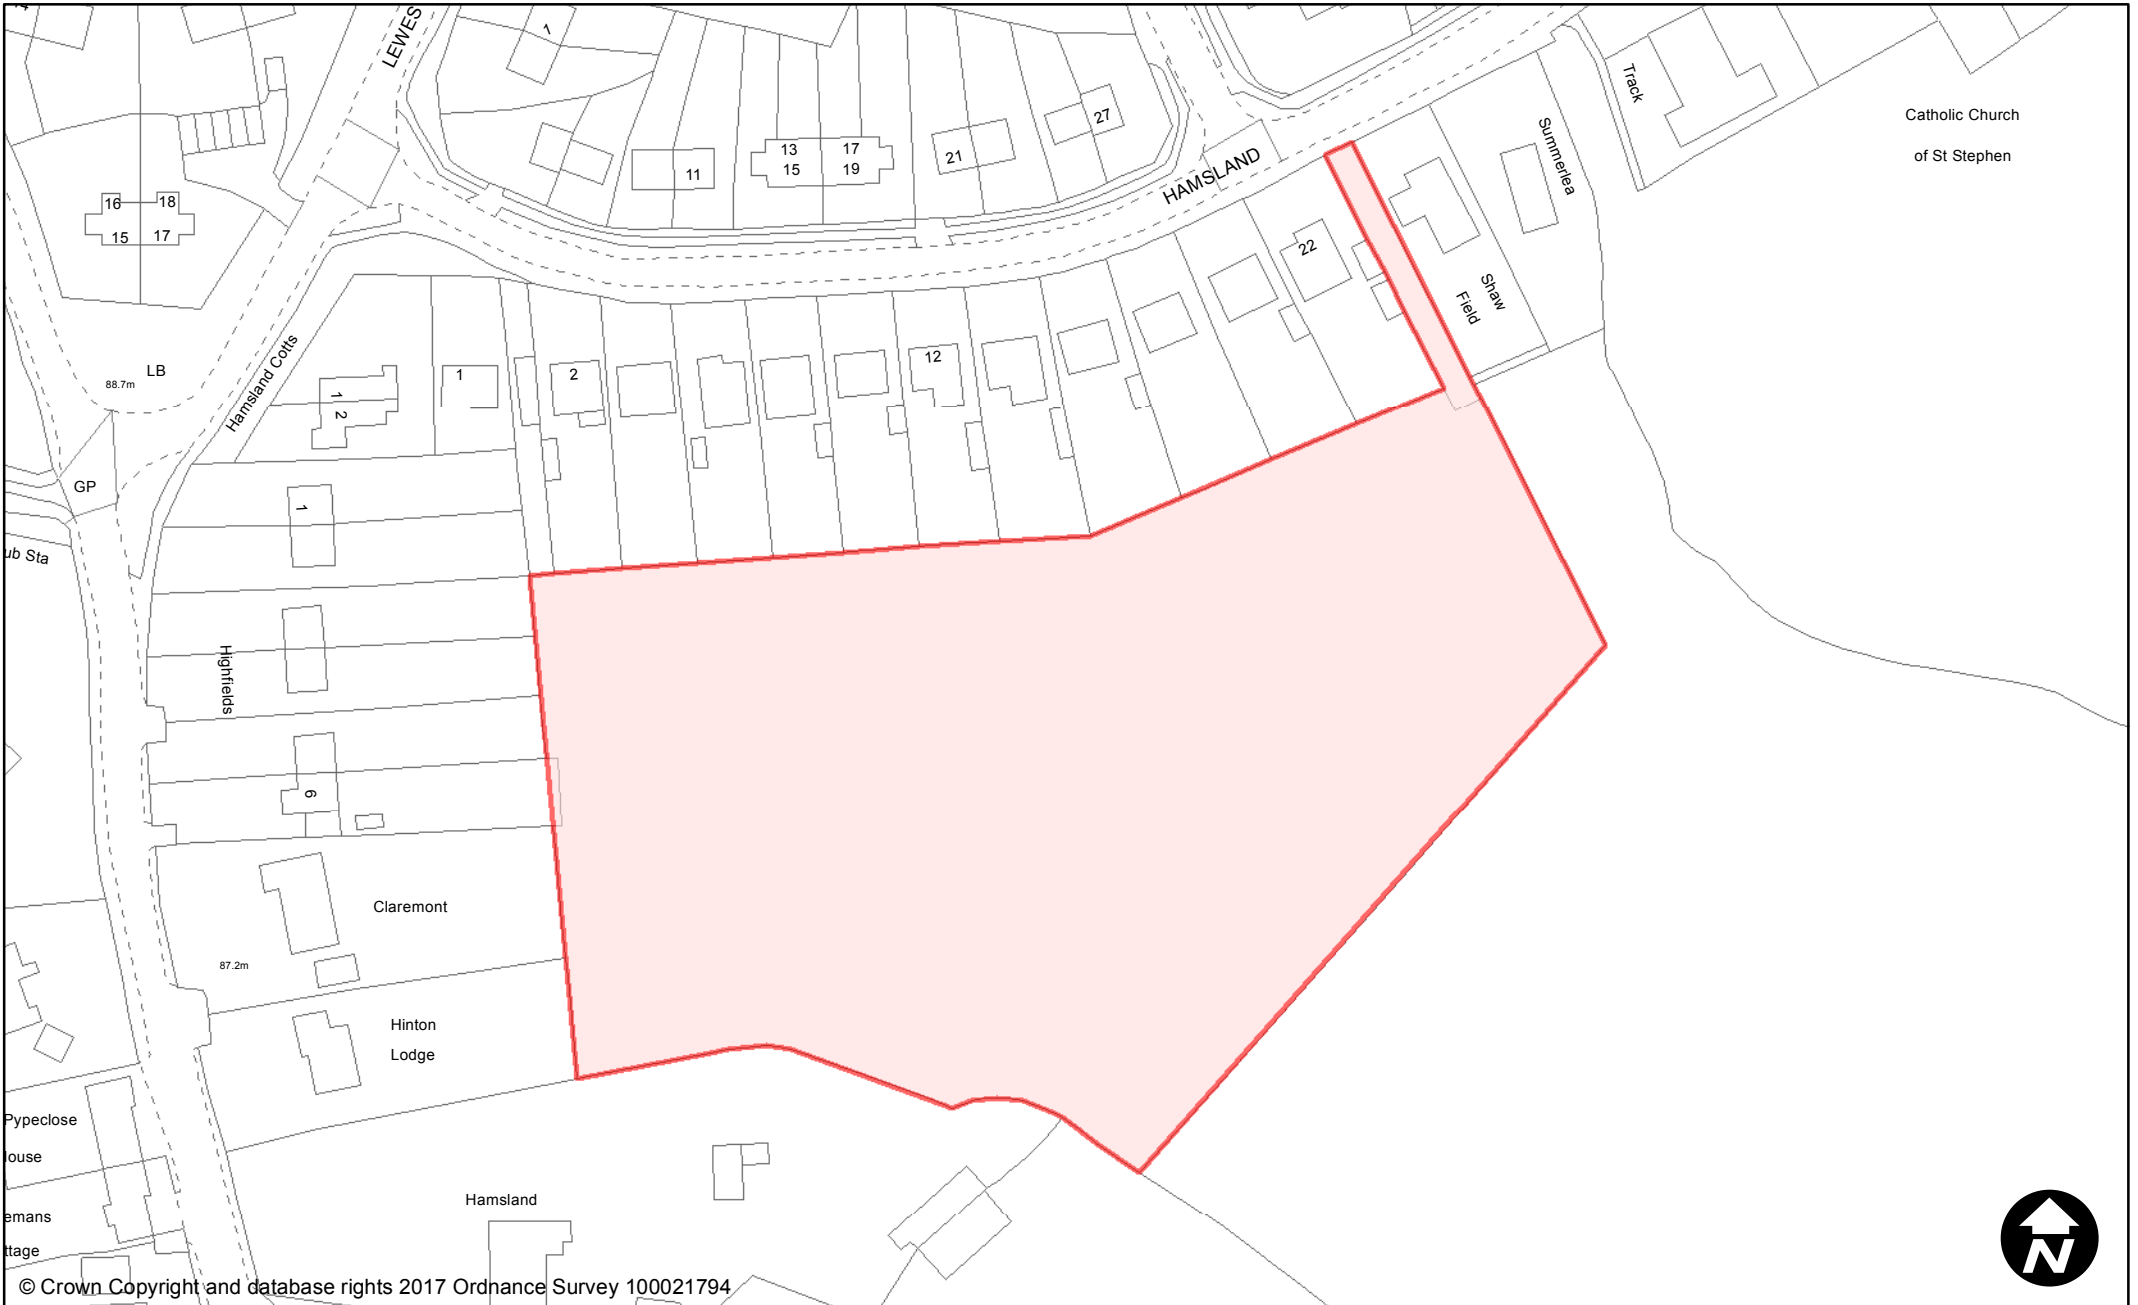 LEWES
1
27
13 17
15 19
11
21
Track
Catholic Church
of St Stephen
Summerlea
HAMSLAND
16 18
15 17
22
Shaw
Field
LB
88.7m
Hamsland Cotts
1
2
1
2
12
GP
1
ub Sta
Highfields
6
Claremont
87.2m
Hinton
Lodge
Pypeclose
ouse
emans
ttage
Hamsland
N
© Crown Copyright and database rights 2017 Ordnance Survey 100021794